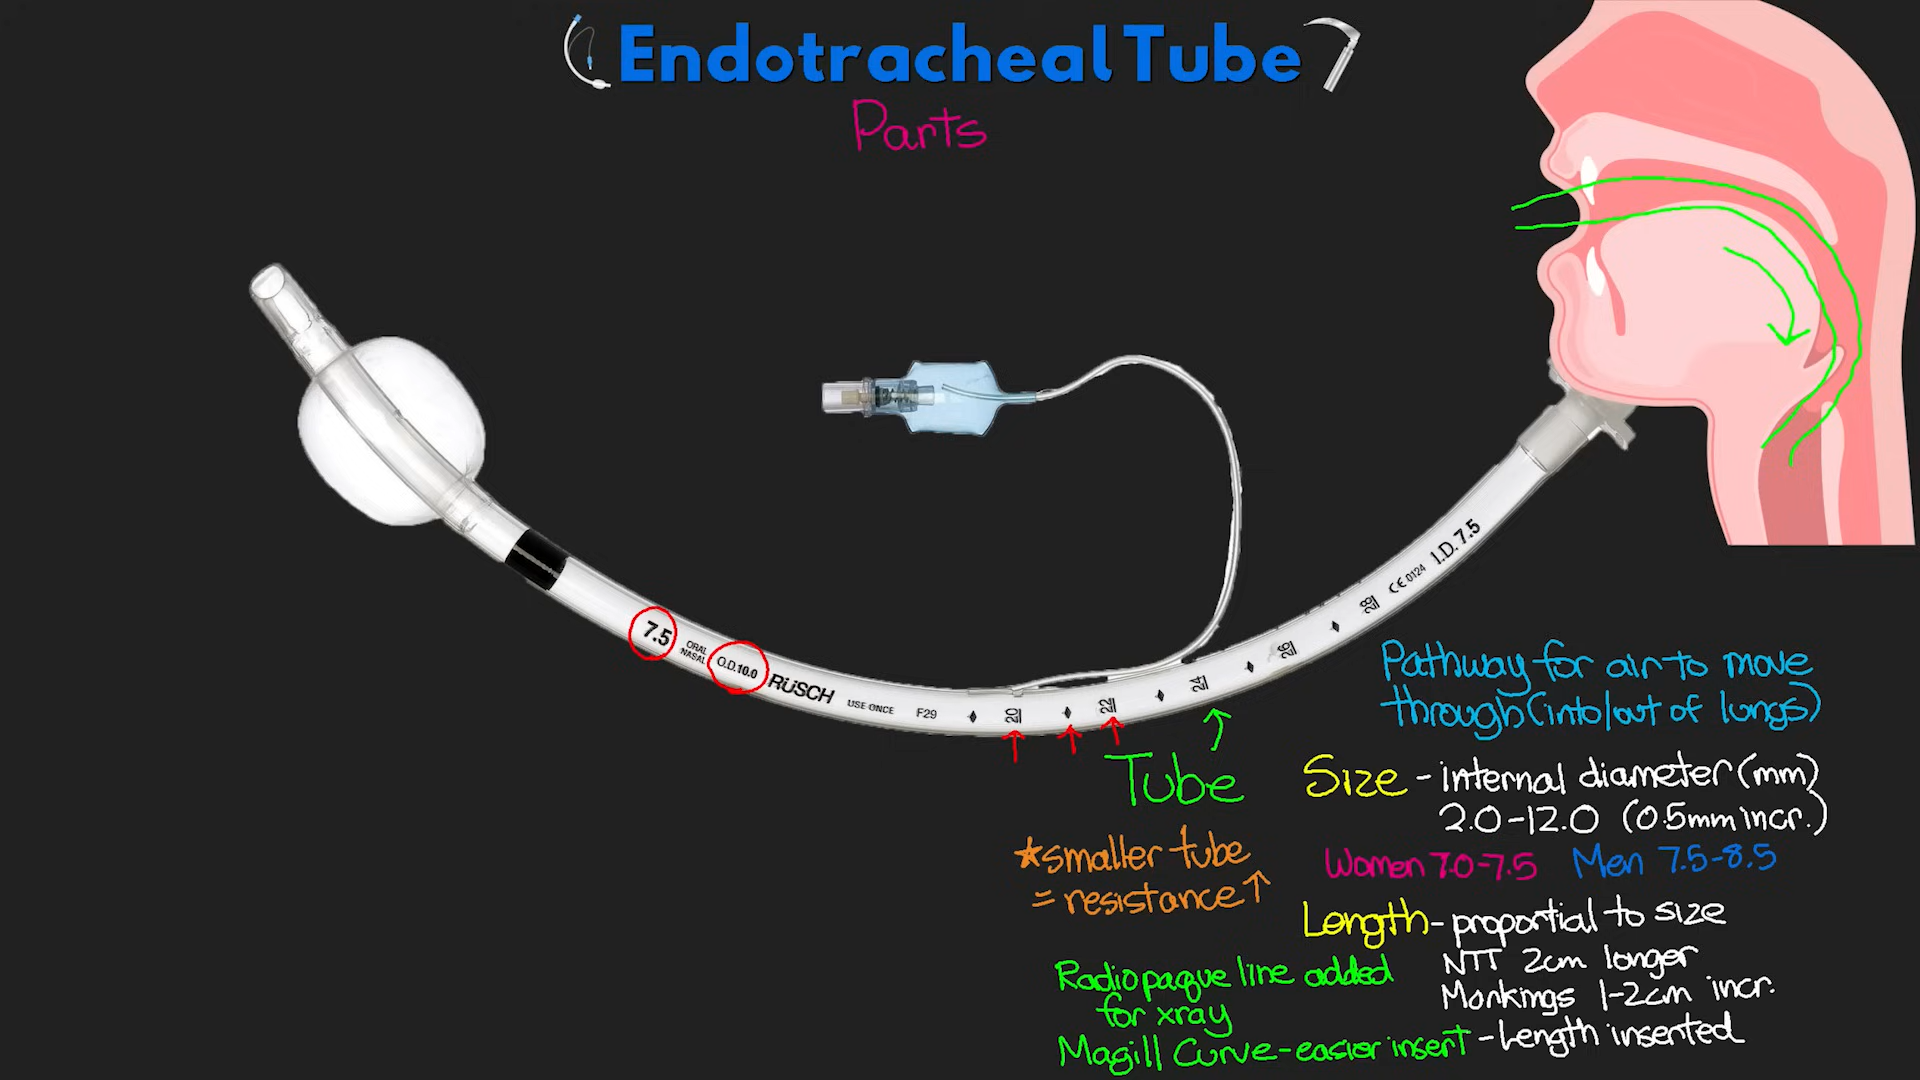 Endotracheal Tube
Parts
7.5
ORAL
NASAL
O.D.10.0
RÜSCH
USE ONCE
F29
20
22
24
26
28
CE 0124
I.D. 7.5
Tube
Pathway for air to move
through (into/out of lungs)
Size - internal diameter (mm)
2.0-12.0 (0.5mm incr.)
Women 7.0-7.5 Men 7.5-8.5
*smaller tube
= resistance ↑
Length - proportial to size
NTT 2cm longer
Markings 1-2cm incr.
- Length inserted
Radiopaque line added
for xray
Magill Curve - easier insert